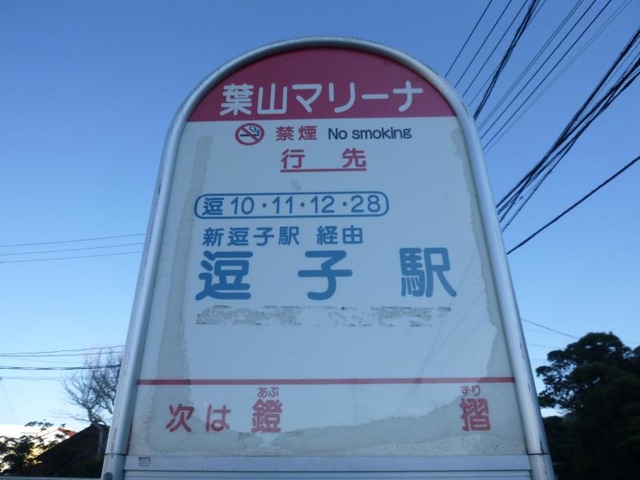 葉山マリーナ
禁煙 No smoking
行先
逗10・11・12・28
新逗子駅 経由
逗子駅
あぶ ずり
次は 鐙 摺